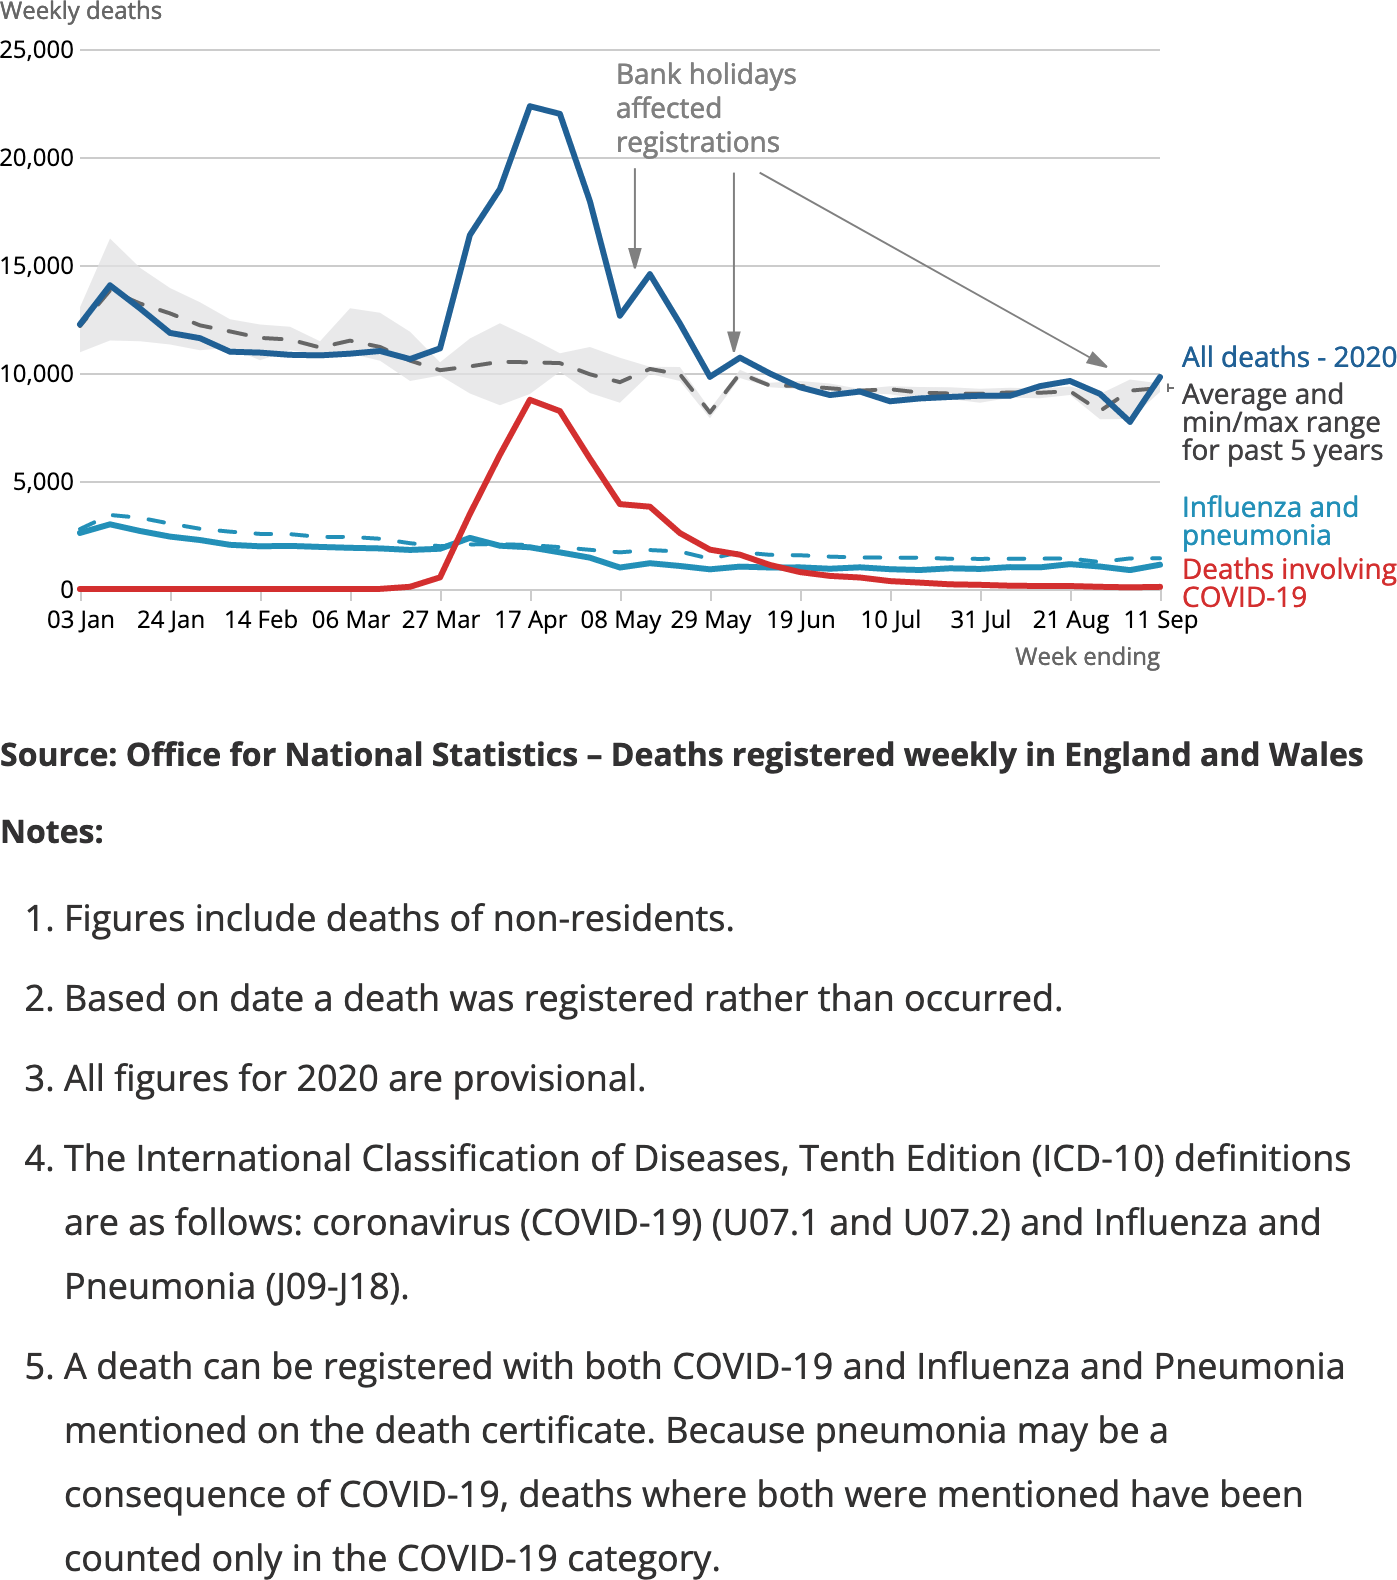 Weekly deaths
25,000
Bank holidays
affected
registrations
20,000
15,000
10,000
5,000
0
All deaths - 2020
Average and
min/max range
for past 5 years
Influenza and
pneumonia
Deaths involving
COVID-19
03 Jan 24 Jan 14 Feb 06 Mar 27 Mar 17 Apr 08 May 29 May 19 Jun 10 Jul 31 Jul 21 Aug 11 Sep
Week ending
Source: Office for National Statistics – Deaths registered weekly in England and Wales
Notes:
1. Figures include deaths of non-residents.
2. Based on date a death was registered rather than occurred.
3. All figures for 2020 are provisional.
4. The International Classification of Diseases, Tenth Edition (ICD-10) definitions
are as follows: coronavirus (COVID-19) (U07.1 and U07.2) and Influenza and
Pneumonia (J09-J18).
5. A death can be registered with both COVID-19 and Influenza and Pneumonia
mentioned on the death certificate. Because pneumonia may be a
consequence of COVID-19, deaths where both were mentioned have been
counted only in the COVID-19 category.